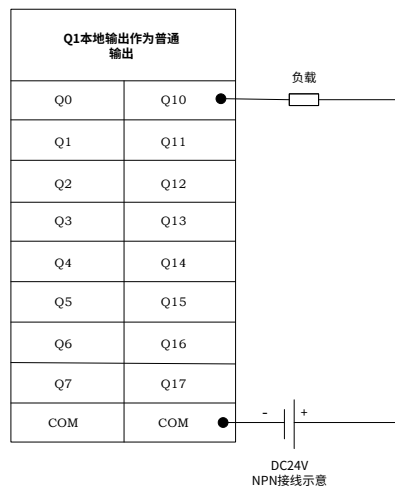 Q1本地输出作为普通
输出
负载
Q0 Q10
Q1 Q11
Q2 Q12
Q3 Q13
Q4 Q14
Q5 Q15
Q6 Q16
Q7 Q17
COM COM
- +
DC24V
NPN接线示意